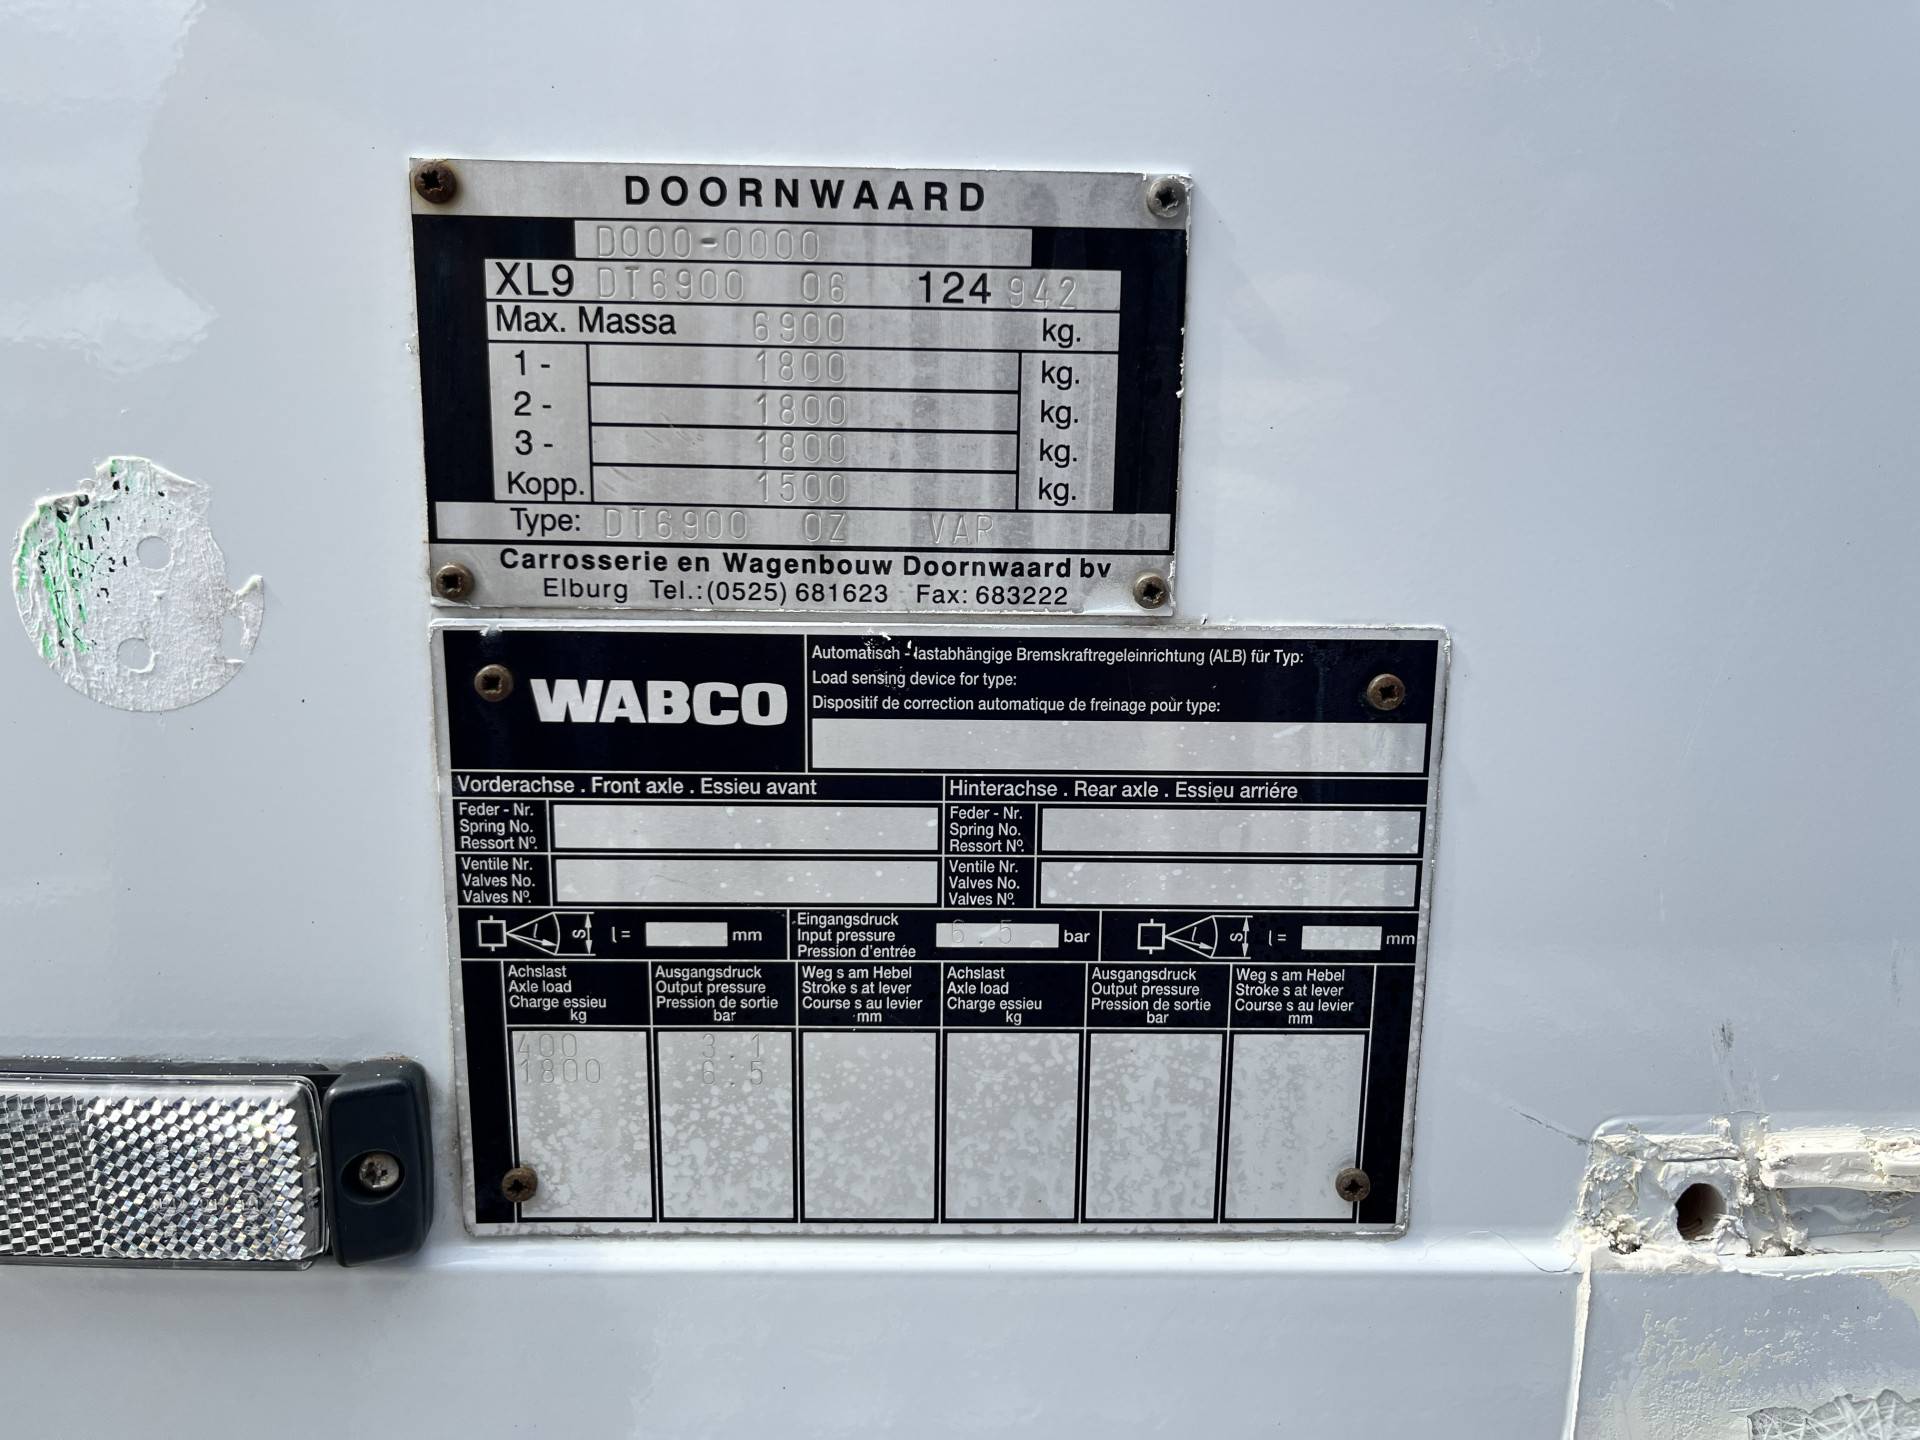 DOORNWAARD
D000-0000
XL9 DT6900 06 124 942
Max. Massa 6900 kg.
1 - 1800 kg.
2 - 1800 kg.
3 - 1800 kg.
Kopp. 1500 kg.
Type: DT6900 OZ VAR
Carrosserie en Wagenbouw Doornwaard bv
Elburg Tel.:(0525) 681623 Fax: 683222
WABCO
Automatisch - lastabhängige Bremskraftregeleinrichtung (ALB) für Typ:
Load sensing device for type:
Dispositif de correction automatique de freinage pour type:
Vorderachse . Front axle . Essieu avant
Hinterachse . Rear axle . Essieu arriére
Feder - Nr.
Spring No.
Ressort Nº.
Feder - Nr.
Spring No.
Ressort Nº.
Ventile Nr.
Valves No.
Valves Nº.
Ventile Nr.
Valves No.
Valves Nº.
l S l = mm
Eingangsdruck
Input pressure
Pression d'entrée
6.5 bar
l S l = mm
Achslast
Axle load
Charge essieu
kg
Ausgangsdruck
Output pressure
Pression de sortie
bar
Weg s am Hebel
Stroke s at lever
Course s au levier
mm
Achslast
Axle load
Charge essieu
kg
Ausgangsdruck
Output pressure
Pression de sortie
bar
Weg s am Hebel
Stroke s at lever
Course s au levier
mm
400 3.1
1800 6.5